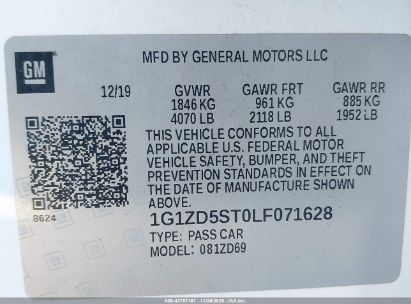 GM
MFD BY GENERAL MOTORS LLC
12/19 GVWR GAWR FRT GAWR RR
1846 KG 961 KG 885 KG
4070 LB 2118 LB 1952 LB
THIS VEHICLE CONFORMS TO ALL
APPLICABLE U.S. FEDERAL MOTOR
VEHICLE SAFETY, BUMPER, AND THEFT
PREVENTION STANDARDS IN EFFECT ON
THE DATE OF MANUFACTURE SHOWN
ABOVE.
8624
1G1ZD5ST0LF071628
TYPE: PASS CAR
MODEL: 081ZD69